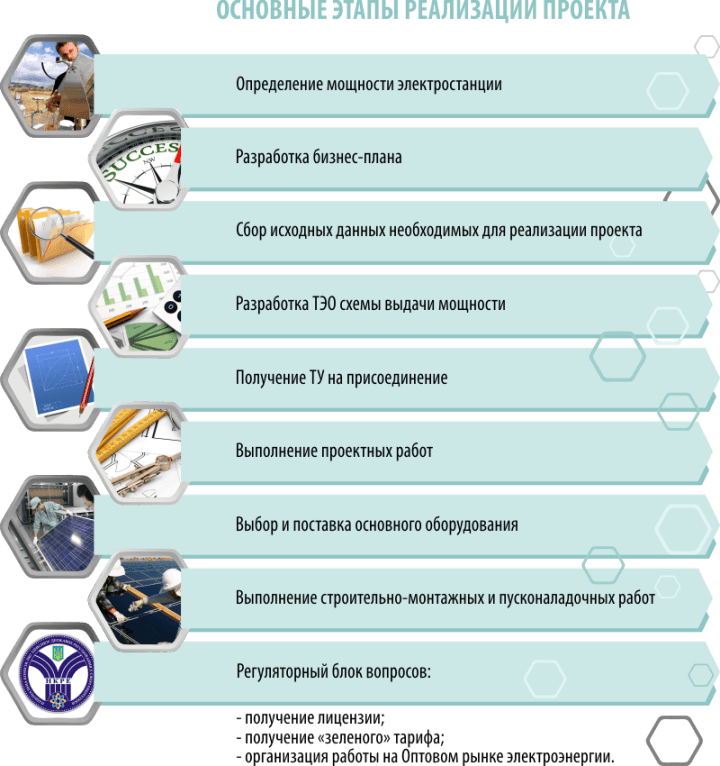 ОСНОВНЫЕ ЭТАПЫ РЕАЛИЗАЦИИ ПРОЕКТА
Определение мощности электростанции
SUCCESS
NW
Разработка бизнес-плана
Сбор исходных данных необходимых для реализации проекта
Разработка ТЭО схемы выдачи мощности
Получение ТУ на присоединение
Выполнение проектных работ
Выбор и поставка основного оборудования
Выполнение строительно-монтажных и пусконаладочных работ
НКРЕ
Регуляторный блок вопросов:
- получение лицензии;
- получение «зеленого» тарифа;
- организация работы на Оптовом рынке электроэнергии.